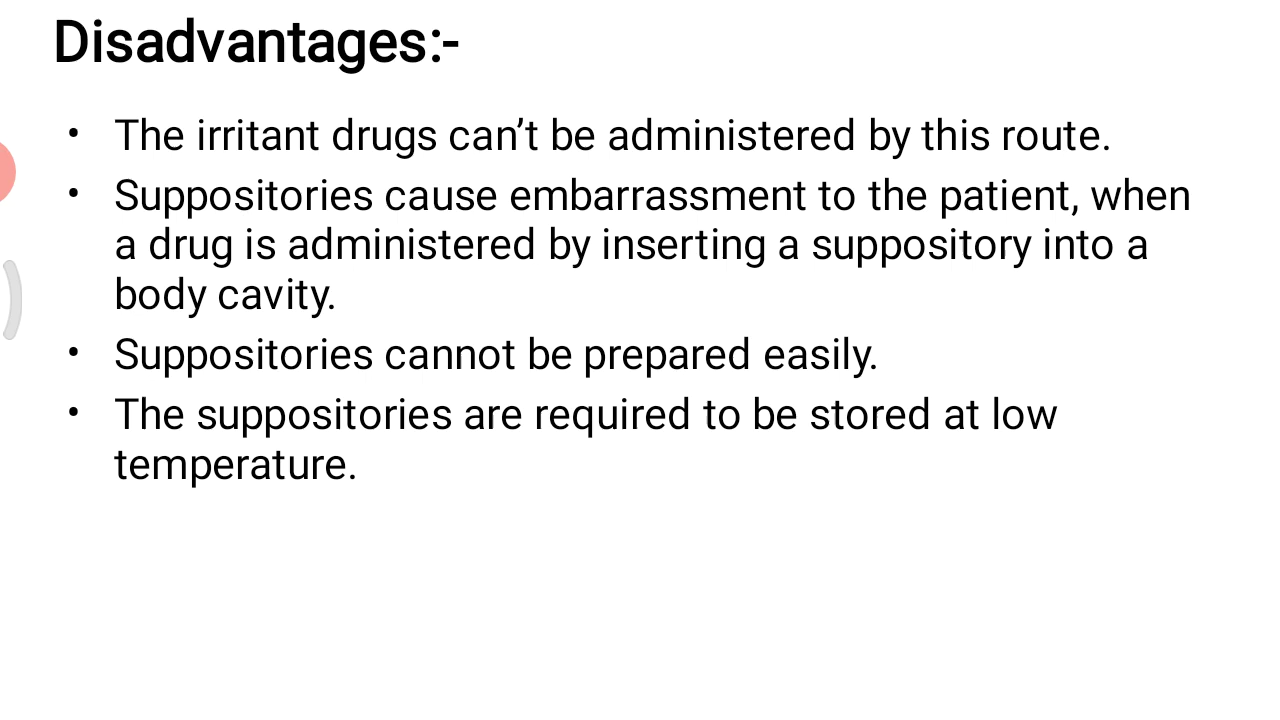 Disadvantages:-
• The irritant drugs can’t be administered by this route.
• Suppositories cause embarrassment to the patient, when
a drug is administered by inserting a suppository into a
body cavity.
• Suppositories cannot be prepared easily.
• The suppositories are required to be stored at low
temperature.